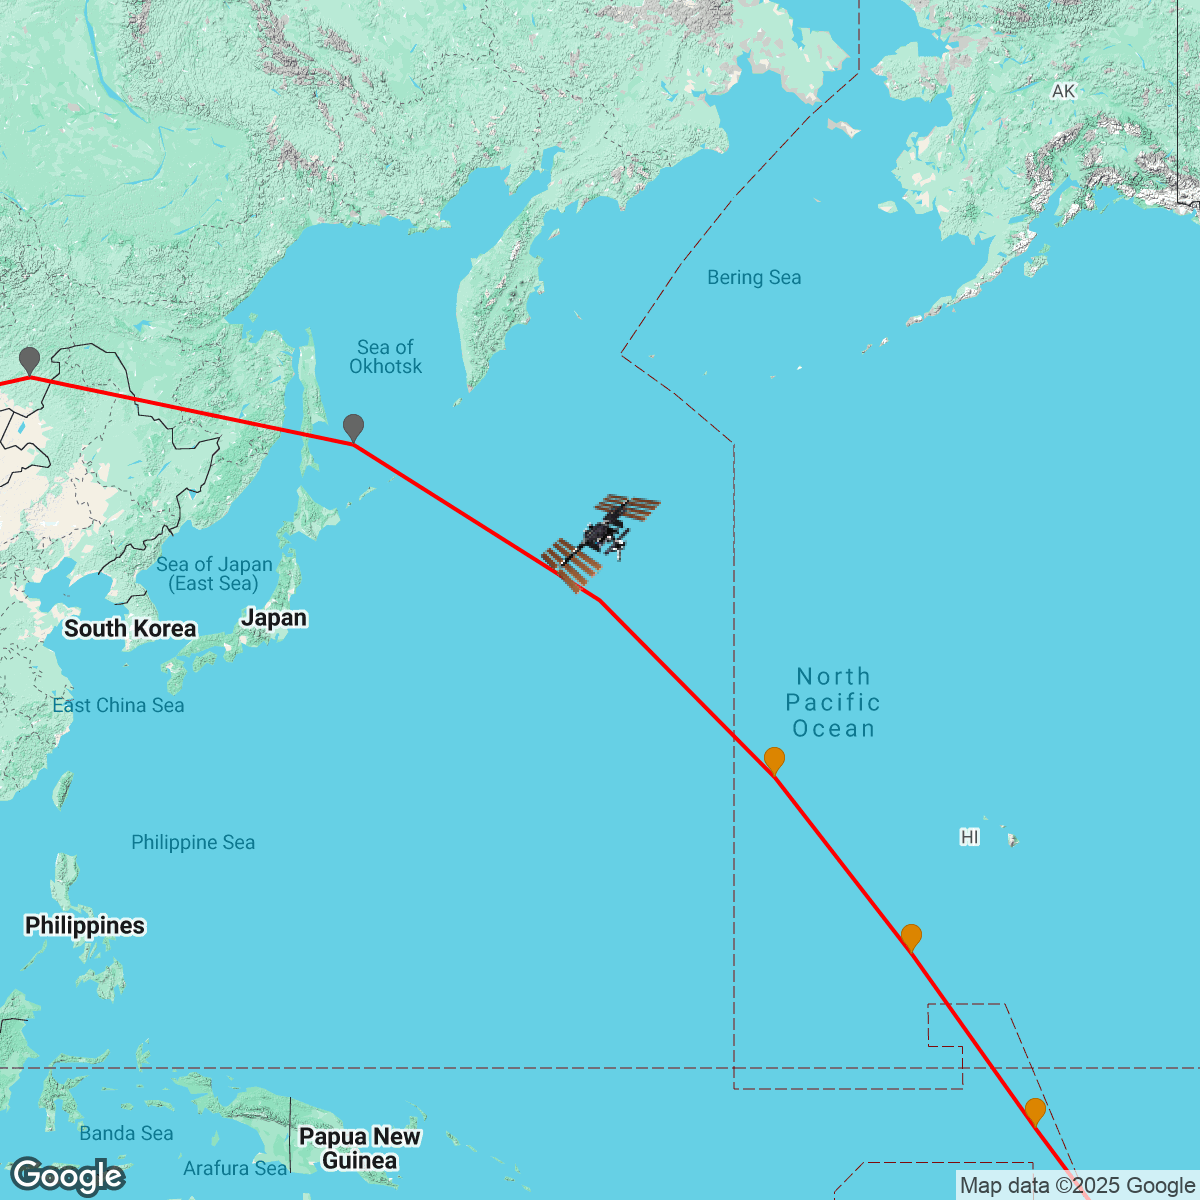 AK
Bering Sea
Sea of
Okhotsk
Sea of Japan
(East Sea)
Japan
South Korea
North
Pacific
Ocean
East China Sea
HI
Philippine Sea
Philippines
Banda Sea
Papua New
Guinea
Arafura Sea
Google
Map data ©2025 Google